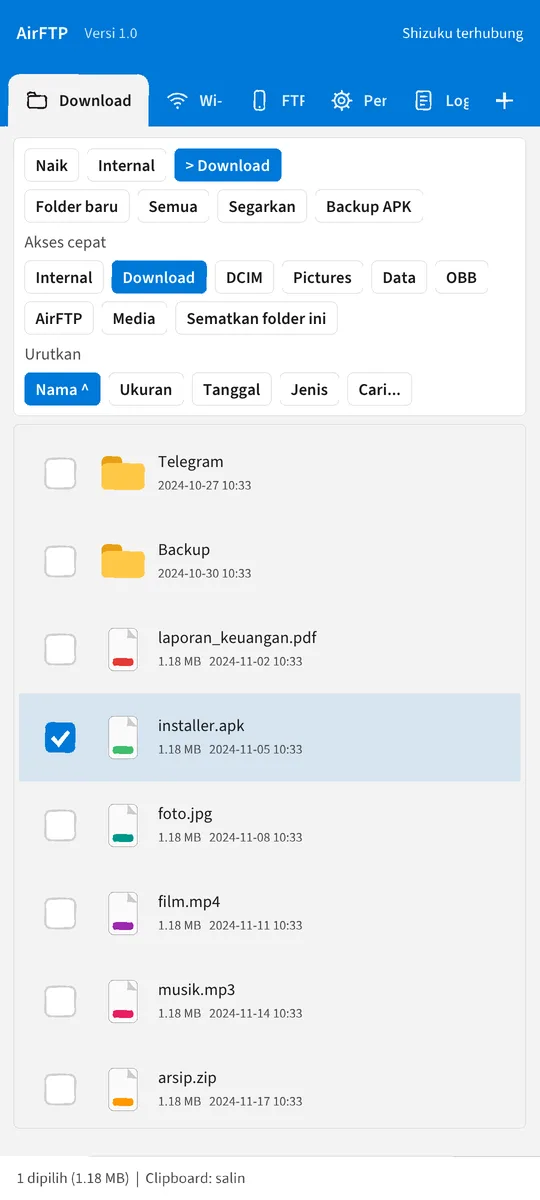 AirFTP Versi 1.0 Shizuku terhubung
Download Wi- FTF Per Log
Naik Internal > Download
Folder baru Semua Segarkan Backup APK
Akses cepat
Internal Download DCIM Pictures Data OBB
AirFTP Media Sematkan folder ini
Urutkan
Nama ^ Ukuran Tanggal Jenis Cari...
Telegram
2024-10-27 10:33
Backup
2024-10-30 10:33
laporan_keuangan.pdf
1.18 MB 2024-11-02 10:33
installer.apk
1.18 MB 2024-11-05 10:33
foto.jpg
1.18 MB 2024-11-08 10:33
film.mp4
1.18 MB 2024-11-11 10:33
musik.mp3
1.18 MB 2024-11-14 10:33
arsip.zip
1.18 MB 2024-11-17 10:33
1 dipilih (1.18 MB) | Clipboard: salin